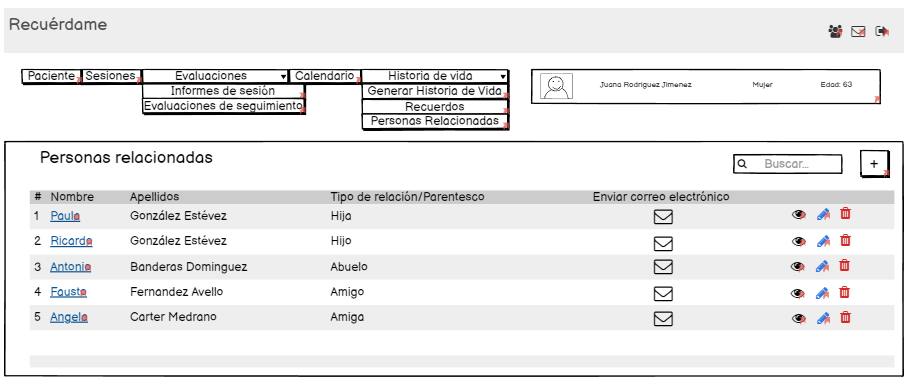 Recuérdame
Paciente Sesiones Evaluaciones Calendario Historia de vida
Informes de sesión Generar Historia de Vida
Evaluaciones de seguimiento Recuerdos
Personas Relacionadas
Juana Rodriguez Jimenez Mujer Edad: 63
Personas relacionadas
Buscar... +
# Nombre Apellidos Tipo de relación/Parentesco Enviar correo electrónico
1 Paula González Estévez Hija
2 Ricardo González Estévez Hijo
3 Antonio Banderas Dominguez Abuelo
4 Fausto Fernandez Avello Amigo
5 Angela Carter Medrano Amiga